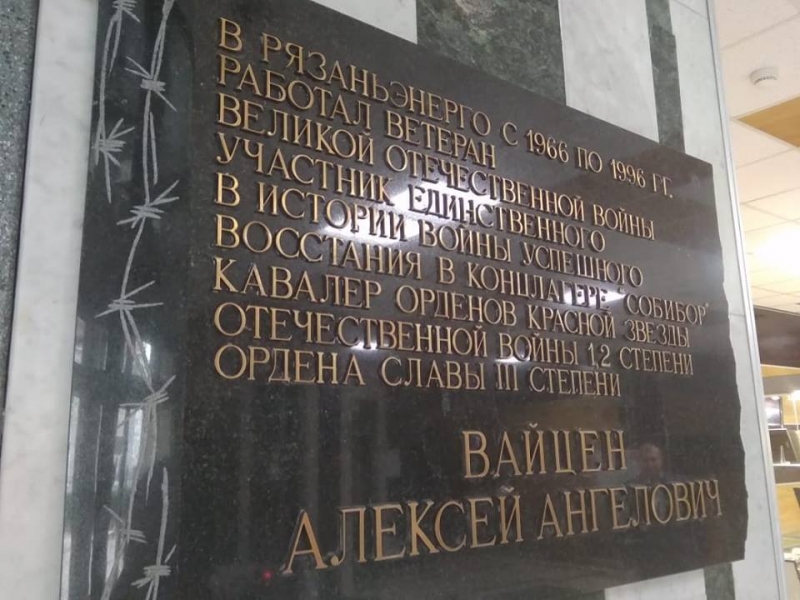 В РЯЗАНЬЭНЕРГО С 1966 ПО 1996 Г.Г.
РАБОТАЛ ВЕТЕРАН
ВЕЛИКОЙ ОТЕЧЕСТВЕННОЙ ВОЙНЫ
УЧАСТНИК ЕДИНСТВЕННОГО
В ИСТОРИИ ВОЙНЫ УСПЕШНОГО
ВОССТАНИЯ В КОНЦЛАГЕРЕ "СОБИБОР"
КАВАЛЕР ОРДЕНОВ КРАСНОЙ ЗВЕЗДЫ
ОТЕЧЕСТВЕННОЙ ВОЙНЫ 1,2 СТЕПЕНИ
ОРДЕНА СЛАВЫ III СТЕПЕНИ
ВАЙЦЕН
АЛЕКСЕЙ АНГЕЛОВИЧ